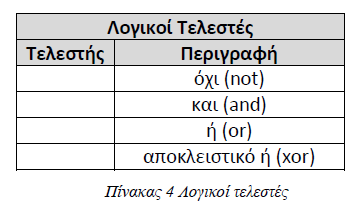 Λογικοί Τελεστές
Τελεστής Περιγραφή
όχι (not)
και (and)
ή (or)
αποκλειστικό ή (xor)
Πίνακας 4 Λογικοί τελεστές